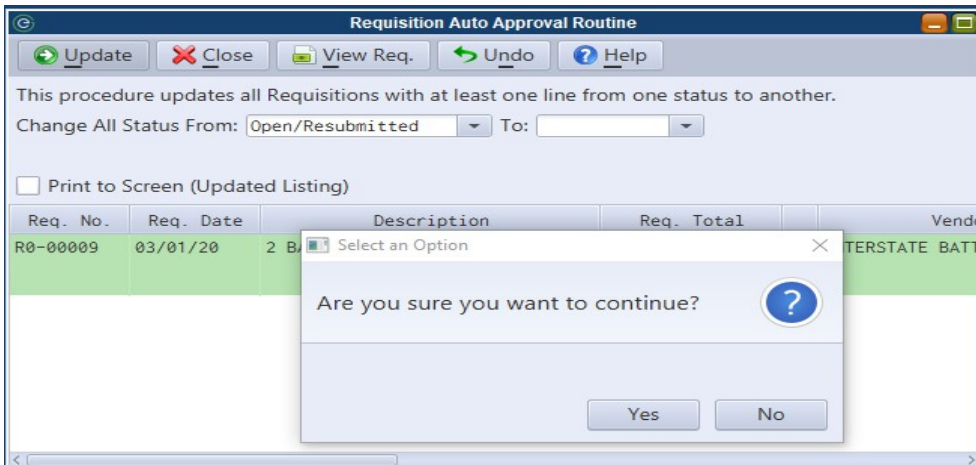 Requisition Auto Approval Routine
Update Close View Req. Undo Help
This procedure updates all Requisitions with at least one line from one status to another.
Change All Status From: Open/Resubmitted To:
Print to Screen (Updated Listing)
Req. No. Req. Date Description Req. Total
R0-00009 03/01/20 2
Select an Option
Are you sure you want to continue?
Yes No